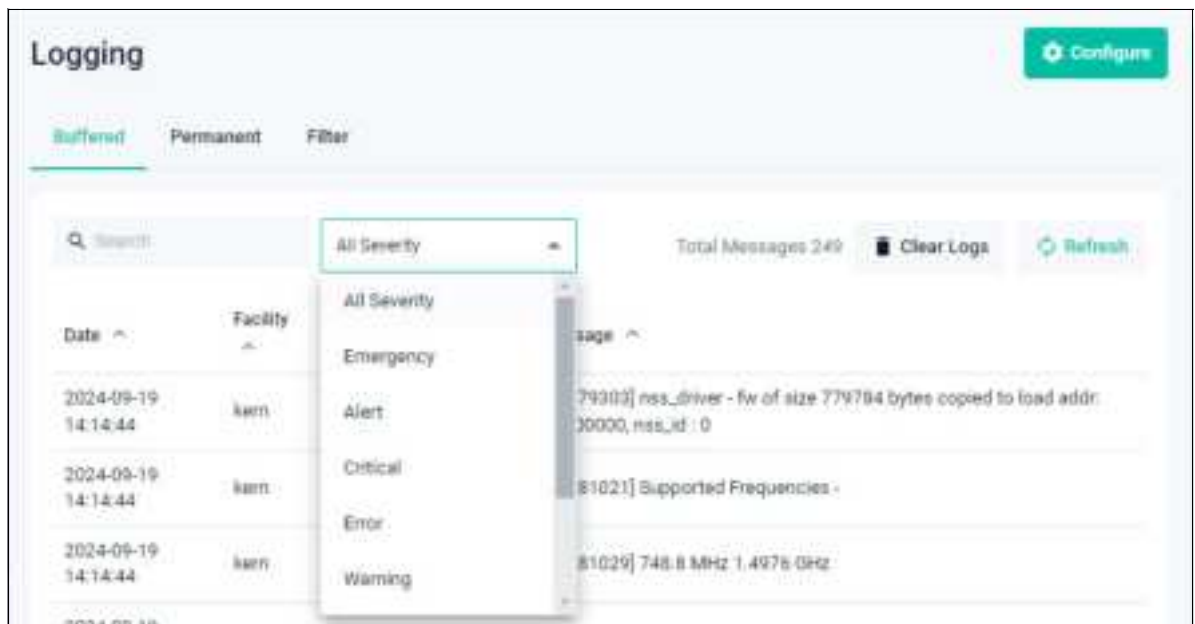 Logging
Configure
Buffered Permanent Filter
Search
All Severity
Total Messages 249
Clear Logs
Refresh
All Severity
Emergency
Alert
Critical
Error
Warning
Date
Facility
sage
2024-09-19
14:14:44
kern
79303] nss_driver - fw of size 779784 bytes copied to load addr:
00000, nss_id : 0
2024-09-19
14:14:44
kern
81021] Supported Frequencies -
2024-09-19
14:14:44
kern
81029] 748.8 MHz 1.4976 GHz